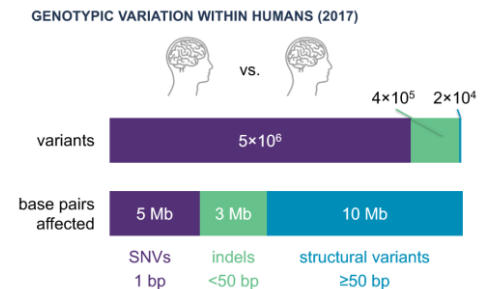 GENOTYPIC VARIATION WITHIN HUMANS (2017)
vs.
4×10⁵ 2×10⁴
variants 5×10⁶
base pairs
affected
5 Mb 3 Mb 10 Mb
SNVs indels structural variants
1 bp <50 bp ≥50 bp